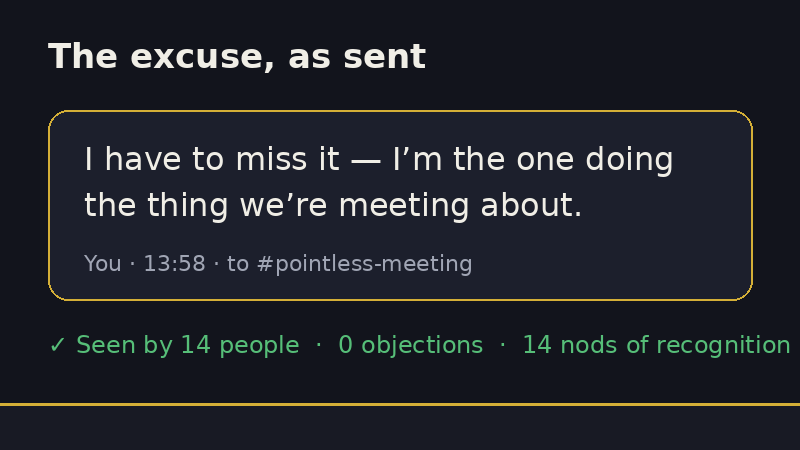 The excuse, as sent
I have to miss it — I’m the one doing
the thing we’re meeting about.
You · 13:58 · to #pointless-meeting
✓ Seen by 14 people · 0 objections · 14 nods of recognition